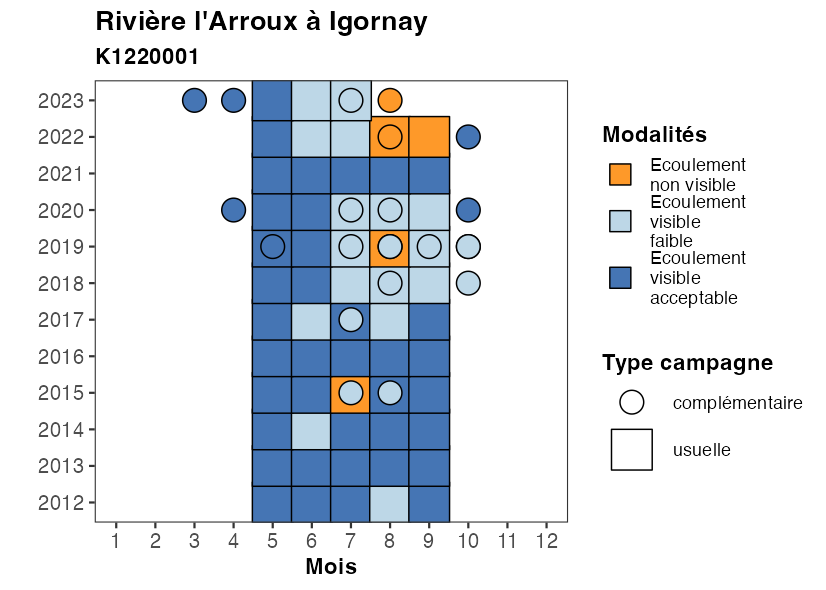 Rivière l'Arroux à Igornay
K1220001
2023
2022
2021
2020
2019
2018
2017
2016
2015
2014
2013
2012
1 2 3 4 5 6 7 8 9 10 11 12
Mois
Modalités
Ecoulement
non visible
Ecoulement
visible
faible
Ecoulement
visible
acceptable
Type campagne
complémentaire
usuelle